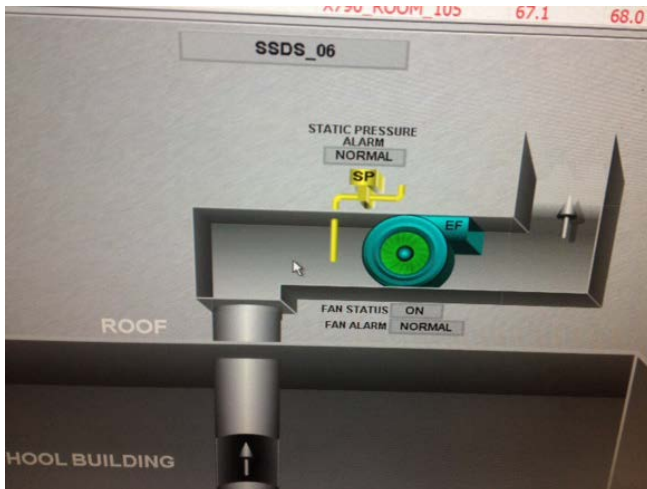 X790_ROOM_105 67.1 68.0
SSDS_06
STATIC PRESSURE
ALARM
NORMAL
SP
EF
FAN STATUS ON
FAN ALARM NORMAL
ROOF
HOOL BUILDING